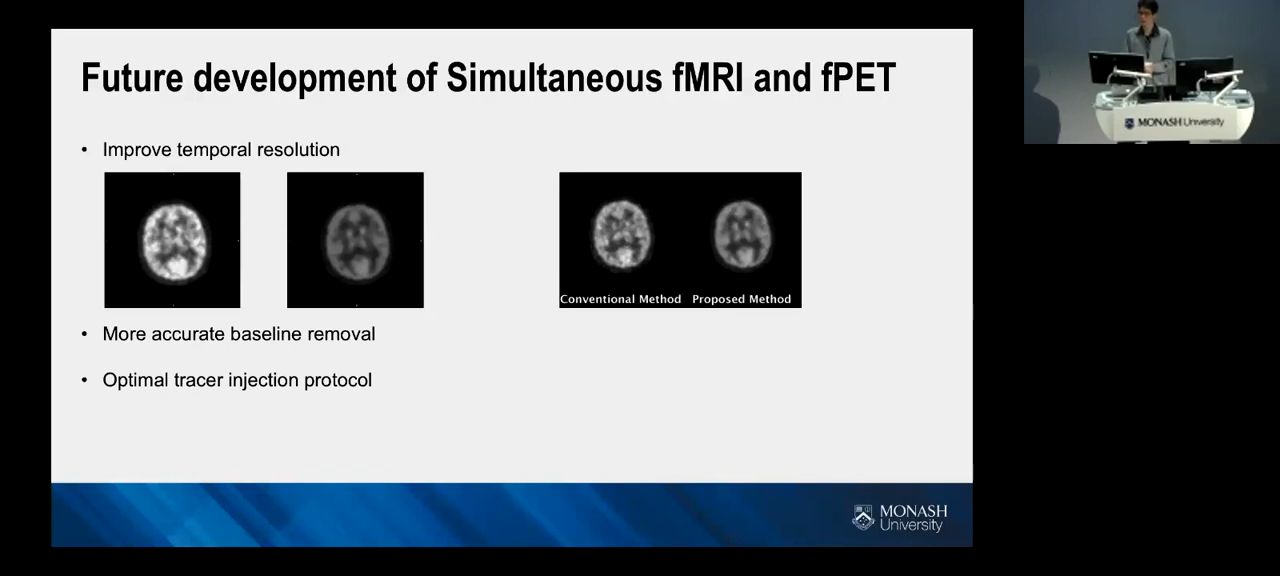 Future development of Simultaneous fMRI and fPET
• Improve temporal resolution
Conventional Method Proposed Method
• More accurate baseline removal
• Optimal tracer injection protocol
MONASH
University
MONASH University